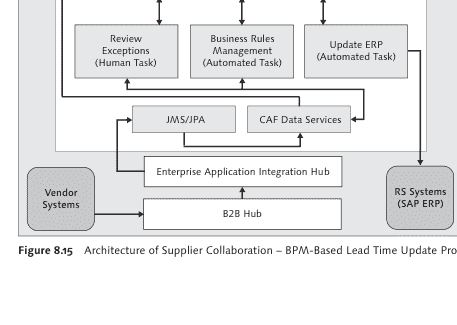 Review
Exceptions
(Human Task)
Business Rules
Management
(Automated Task)
Update ERP
(Automated Task)
JMS/JPA
CAF Data Services
Enterprise Application Integration Hub
Vendor
Systems
B2B Hub
RS Systems
(SAP ERP)
Figure 8.15 Architecture of Supplier Collaboration – BPM-Based Lead Time Update Pro